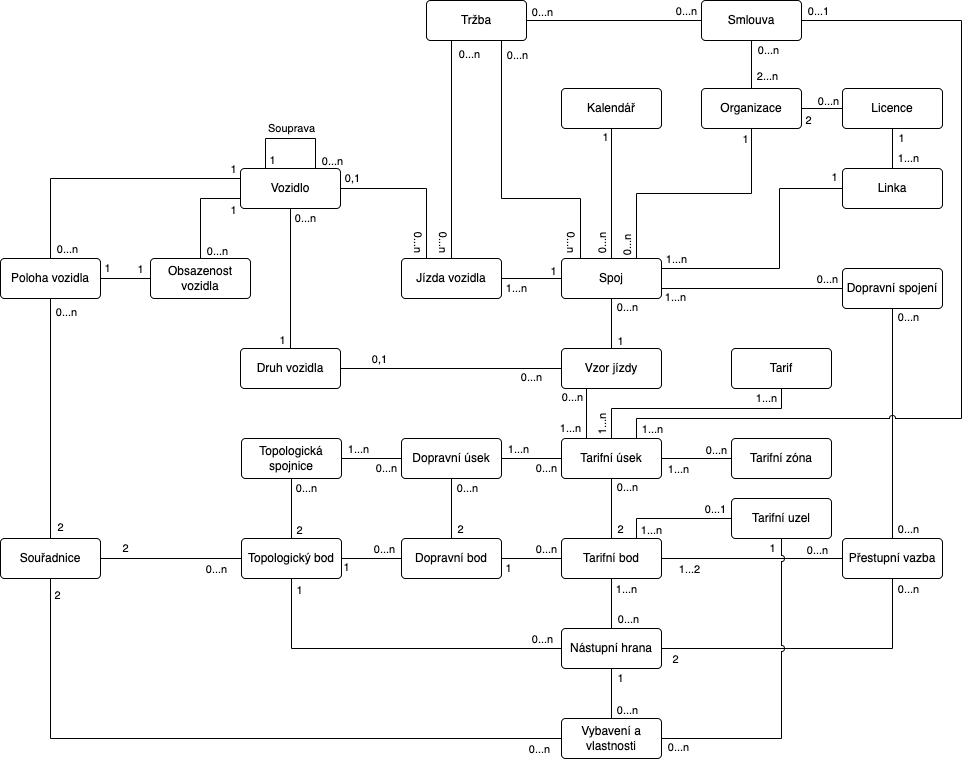 Tržba
0...n
0...n
Smlouva
0...1
0...n
0...n
0...n
2...n
Kalendář
1
Organizace
0...n
2
Licence
1
1
1...n
Souprava
1
0...n
1
Vozidlo
0,1
1
0...n
1
Linka
0...n
0...n
0...n
0...n
0...n
0...n
0...n
Poloha vozidla
1
1
Obsazenost
vozidla
Jízda vozidla
1
1...n
Spoj
1...n
1...n
0...n
Dopravní spojení
0...n
0...n
0...n
1
1
Druh vozidla
0,1
0...n
Vzor jízdy
Tarif
0...n
1...n
1...n
1...n
1...n
Topologická
spojnice
1...n
0...n
Dopravní úsek
1...n
0...n
Tarifní úsek
0...n
1...n
Tarifní zóna
0...n
0...n
0...n
0...1
Tarifní uzel
2
2
2
2
1...n
1
0...n
0...n
Souřadnice
2
0...n
Topologický bod
1
0...n
Dopravní bod
0...n
1
Tarifní bod
1...2
Přestupní vazba
2
1
1...n
0...n
0...n
0...n
Nástupní hrana
2
1
0...n
0...n
Vybavení a
vlastnosti
0...n